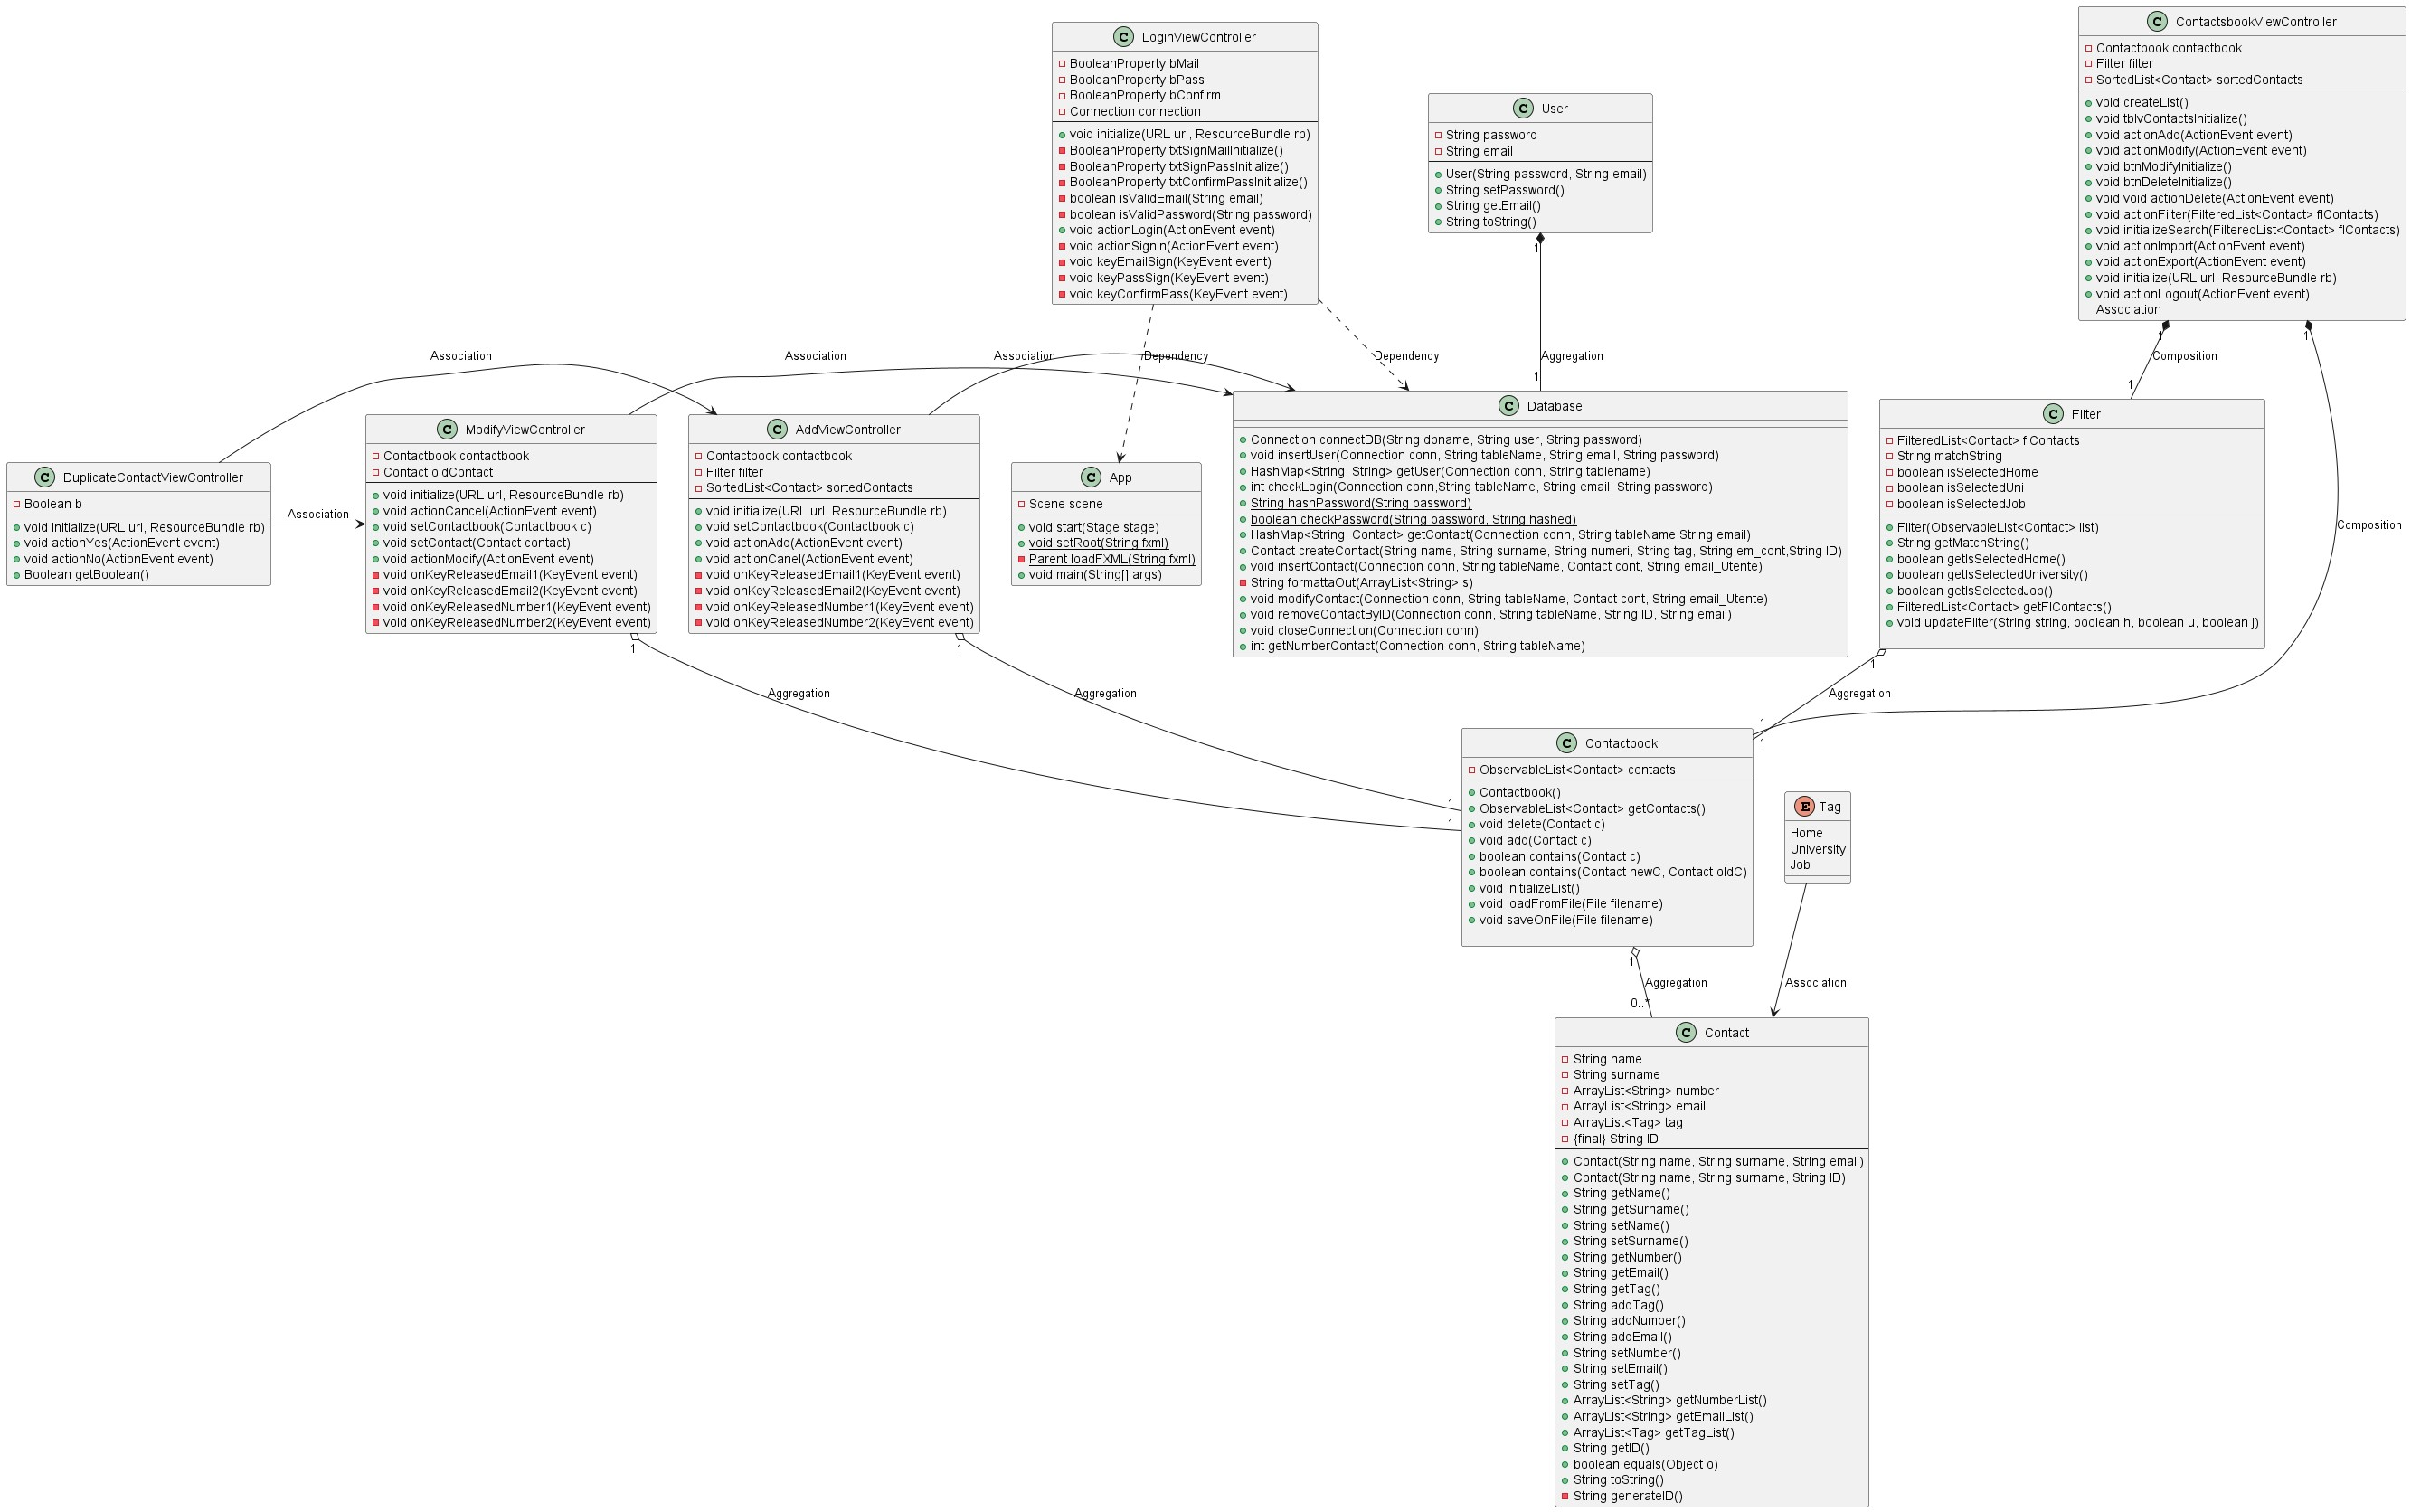 C LoginViewController
BooleanProperty bMail
BooleanProperty bPass
BooleanProperty bConfirm
Connection connection
void initialize(URL url, ResourceBundle rb)
BooleanProperty txtSignMailInitialize()
BooleanProperty txtSignPassInitialize()
BooleanProperty txtConfirmPassInitialize()
boolean isValidEmail(String email)
boolean isValidPassword(String password)
void actionLogin(ActionEvent event)
void actionSignin(ActionEvent event)
void keyEmailSign(KeyEvent event)
void keyPassSign(KeyEvent event)
void keyConfirmPass(KeyEvent event)
C User
String password
String email
User(String password, String email)
String setPassword()
String getEmail()
String toString()
C ContactsbookViewController
Contactbook contactbook
Filter filter
SortedList<Contact> sortedContacts
void createList()
void tblvContactsInitialize()
void actionAdd(ActionEvent event)
void actionModify(ActionEvent event)
void btnModifyInitialize()
void btnDeleteInitialize()
void void actionDelete(ActionEvent event)
void actionFilter(FilteredList<Contact> flContacts)
void initializeSearch(FilteredList<Contact> flContacts)
void actionImport(ActionEvent event)
void actionExport(ActionEvent event)
void initialize(URL url, ResourceBundle rb)
void actionLogout(ActionEvent event)
Association
1
1
1
Association
Association
Association
Dependency
Dependency
Aggregation
Composition
1
1
C DuplicateContactViewController
Boolean b
void initialize(URL url, ResourceBundle rb)
void actionYes(ActionEvent event)
void actionNo(ActionEvent event)
Boolean getBoolean()
Association
C ModifyViewController
Contactbook contactbook
Contact oldContact
void initialize(URL url, ResourceBundle rb)
void actionCancel(ActionEvent event)
void setContactbook(Contactbook c)
void setContact(Contact contact)
void actionModify(ActionEvent event)
void onKeyReleasedEmail1(KeyEvent event)
void onKeyReleasedEmail2(KeyEvent event)
void onKeyReleasedNumber1(KeyEvent event)
void onKeyReleasedNumber2(KeyEvent event)
C AddViewController
Contactbook contactbook
Filter filter
SortedList<Contact> sortedContacts
void initialize(URL url, ResourceBundle rb)
void setContactbook(Contactbook c)
void actionAdd(ActionEvent event)
void actionCanel(ActionEvent event)
void onKeyReleasedEmail1(KeyEvent event)
void onKeyReleasedEmail2(KeyEvent event)
void onKeyReleasedNumber1(KeyEvent event)
void onKeyReleasedNumber2(KeyEvent event)
C App
Scene scene
void start(Stage stage)
void setRoot(String fxml)
Parent loadFXML(String fxml)
void main(String[] args)
C Database
Connection connectDB(String dbname, String user, String password)
void insertUser(Connection conn, String tableName, String email, String password)
HashMap<String, String> getUser(Connection conn, String tablename)
int checkLogin(Connection conn,String tableName, String email, String password)
String hashPassword(String password)
boolean checkPassword(String password, String hashed)
HashMap<String, Contact> getContact(Connection conn, String tableName,String email)
Contact createContact(String name, String surname, String numeri, String tag, String em_cont,String ID)
void insertContact(Connection conn, String tableName, Contact cont, String email_Utente)
String formattaOut(ArrayList<String> s)
void modifyContact(Connection conn, String tableName, Contact cont, String email_Utente)
void removeContactByID(Connection conn, String tableName, String ID, String email)
void closeConnection(Connection conn)
int getNumberContact(Connection conn, String tableName)
C Filter
FilteredList<Contact> flContacts
String matchString
boolean isSelectedHome
boolean isSelectedUni
boolean isSelectedJob
Filter(ObservableList<Contact> list)
String getMatchString()
boolean getIsSelectedHome()
boolean getIsSelectedUniversity()
boolean getIsSelectedJob()
FilteredList<Contact> getFlContacts()
void updateFilter(String string, boolean h, boolean u, boolean j)
Composition
1
1
1
Aggregation
Aggregation
Aggregation
1
1
1
1
C Contactbook
ObservableList<Contact> contacts
Contactbook()
ObservableList<Contact> getContacts()
void delete(Contact c)
void add(Contact c)
boolean contains(Contact c)
boolean contains(Contact newC, Contact oldC)
void initializeList()
void loadFromFile(File filename)
void saveOnFile(File filename)
E Tag
Home
University
Job
1
Aggregation
Association
0..*
C Contact
String name
String surname
ArrayList<String> number
ArrayList<String> email
ArrayList<Tag> tag
{final} String ID
Contact(String name, String surname, String email)
Contact(String name, String surname, String ID)
String getName()
String getSurname()
String setName()
String setSurname()
String getNumber()
String getEmail()
String getTag()
String addTag()
String addNumber()
String addEmail()
String setNumber()
String setEmail()
String setTag()
ArrayList<String> getNumberList()
ArrayList<String> getEmailList()
ArrayList<Tag> getTagList()
String getID()
boolean equals(Object o)
String toString()
String generateID()